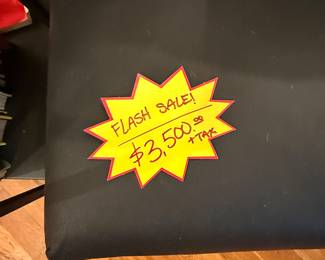 FLASH SALE!
$3,500.00
+TAX